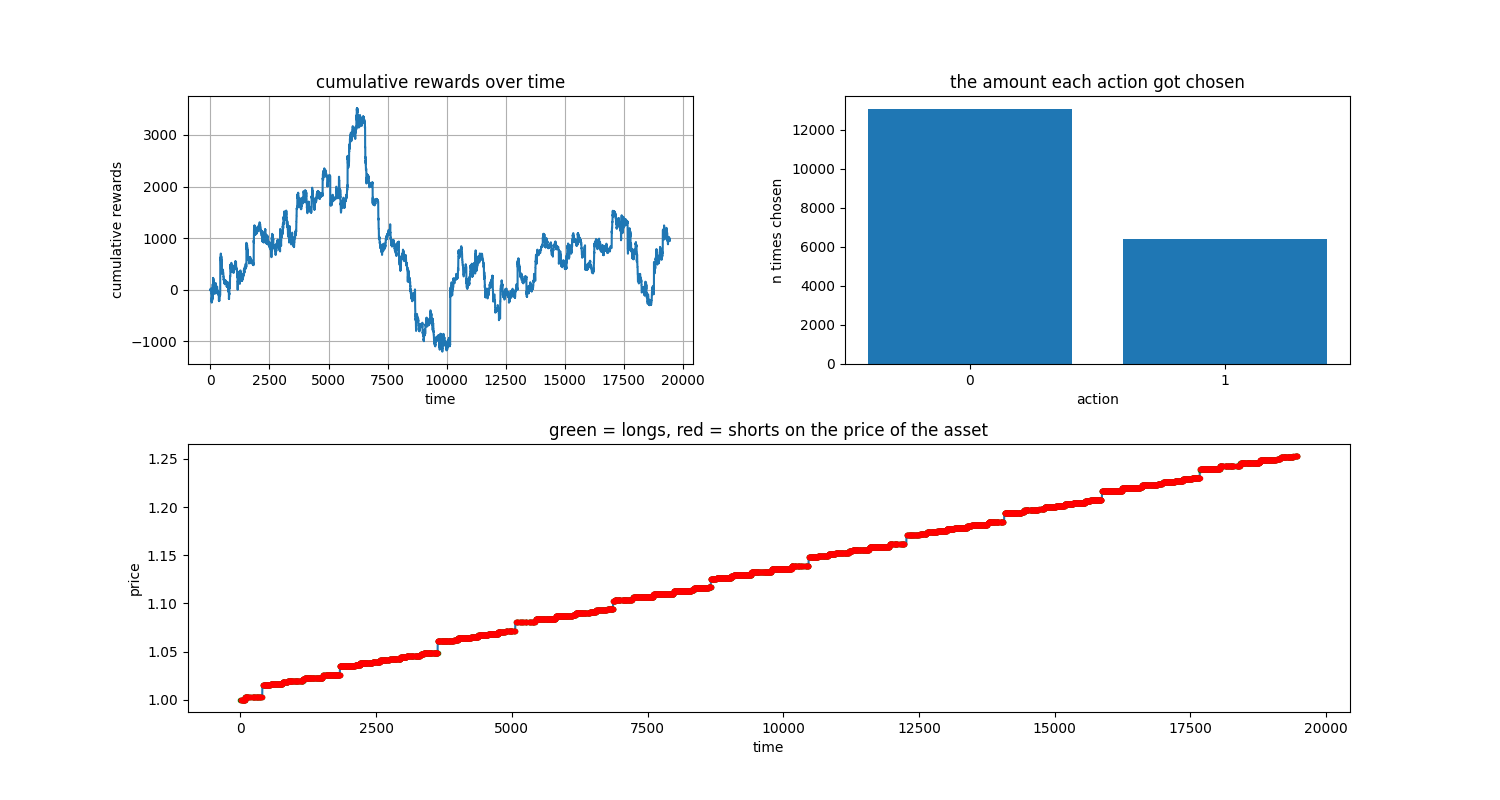 cumulative rewards over time
cumulative rewards
3000
2000
1000
0
−1000
0 2500 5000 7500 10000 12500 15000 17500 20000
time
the amount each action got chosen
n times chosen
12000
10000
8000
6000
4000
2000
0
0 1
action
green = longs, red = shorts on the price of the asset
price
1.25
1.20
1.15
1.10
1.05
1.00
0 2500 5000 7500 10000 12500 15000 17500 20000
time